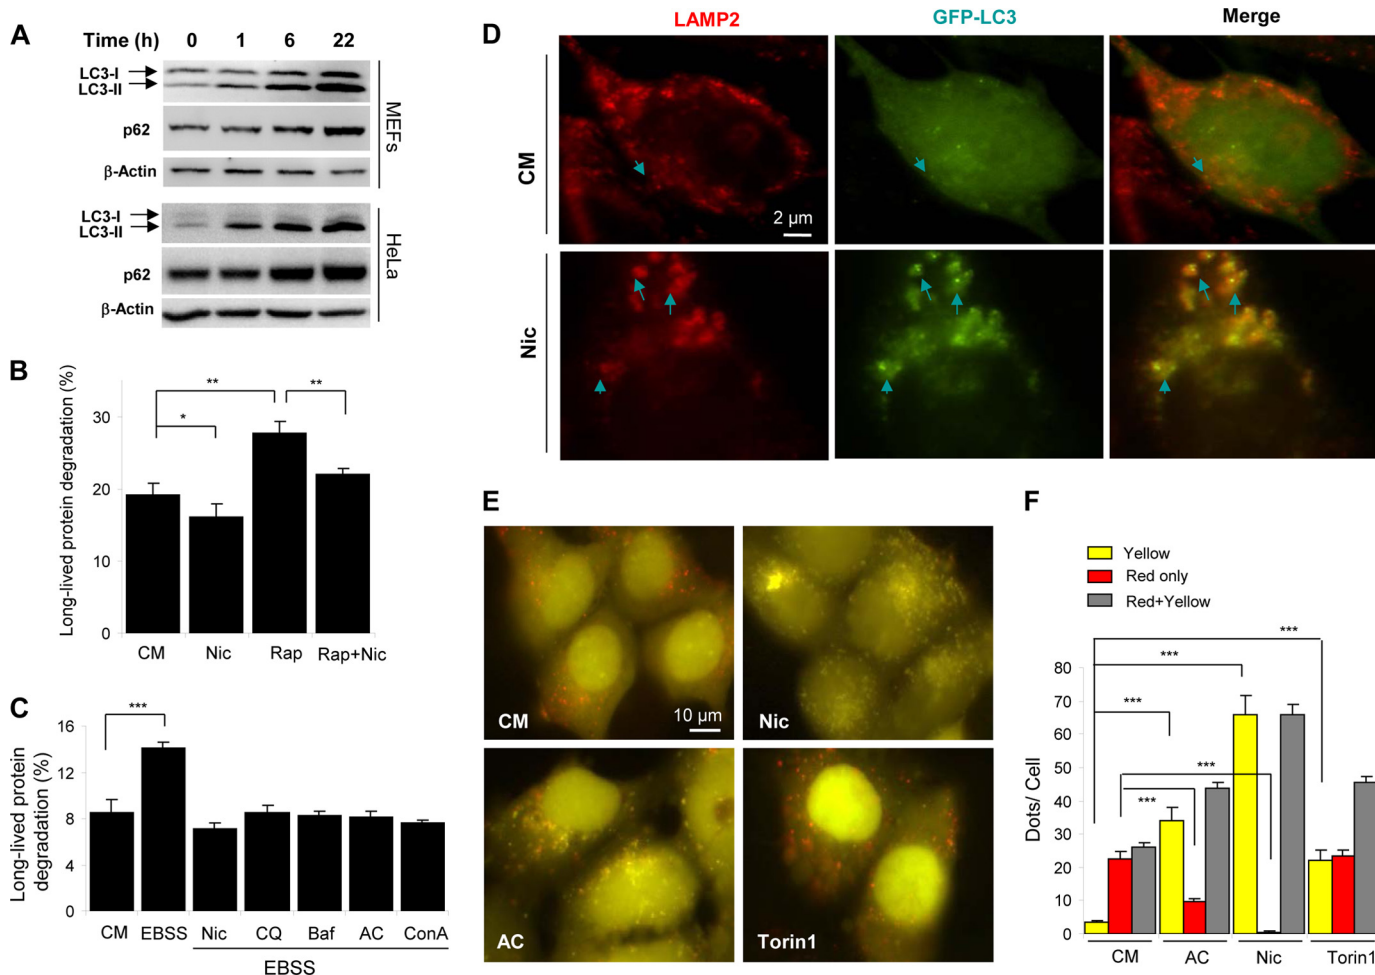 A
Time (h) 0 1 6 22
LC3-I
LC3-II
p62
β-Actin
MEFs
LC3-I
LC3-II
p62
β-Actin
HeLa
B
Long-lived protein degradation (%)
30
20
10
0
**
**
*
CM Nic Rap Rap+Nic
C
Long-lived protein
degradation (%)
16
12
8
4
0
***
CM EBSS Nic CQ Baf AC ConA
EBSS
D
LAMP2 GFP-LC3 Merge
CM
2 µm
Nic
E
CM
10 µm
Nic
AC
Torin1
F
Yellow
Red only
Red+Yellow
***
***
***
***
***
Dots/ Cell
80
70
60
50
40
30
20
10
0
CM AC Nic Torin1